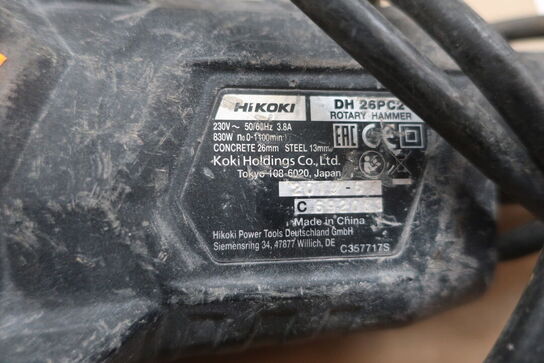 HiKOKI
DH 26PC2
ROTARY HAMMER
230V～ 50/60Hz 3.8A
830W n₀ 0-1100/min
CONCRETE 26mm STEEL 13mm
Koki Holdings Co., Ltd.
Tokyo 108-6020, Japan
EAC CE
C
Made in China
Hikoki Power Tools Deutschland GmbH
Siemensring 34, 47877 Willich, DE
C357717S